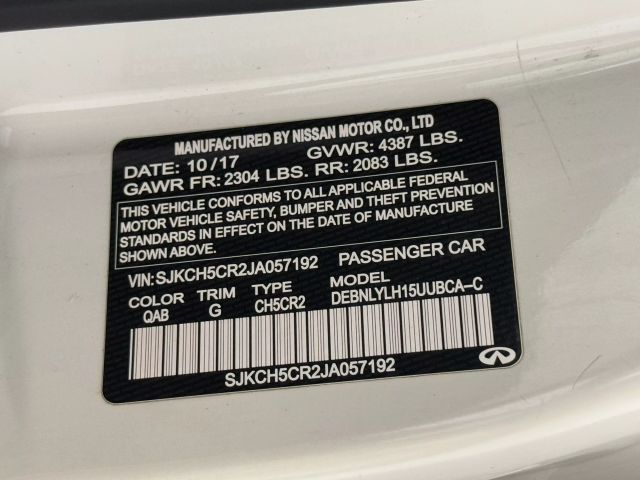 MANUFACTURED BY NISSAN MOTOR CO., LTD
DATE: 10/17 GVWR: 4387 LBS.
GAWR FR: 2304 LBS. RR: 2083 LBS.
THIS VEHICLE CONFORMS TO ALL APPLICABLE FEDERAL
MOTOR VEHICLE SAFETY, BUMPER AND THEFT PREVENTION
STANDARDS IN EFFECT ON THE DATE OF MANUFACTURE
SHOWN ABOVE.
VIN: SJKCH5CR2JA057192 PASSENGER CAR
COLOR TRIM TYPE MODEL
QAB G CH5CR2 DEBNLYLH15UUBCA-C
SJKCH5CR2JA057192